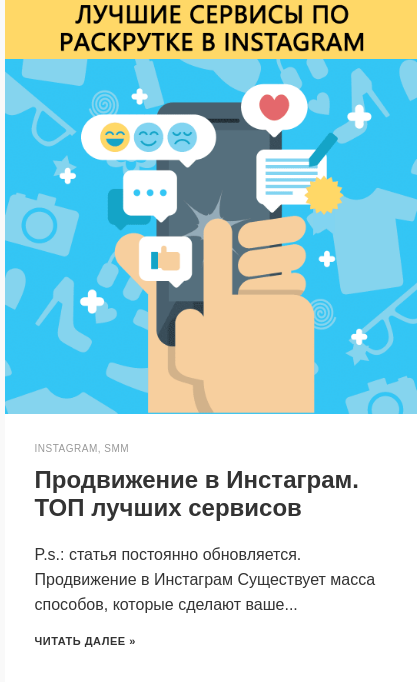 ЛУЧШИЕ СЕРВИСЫ ПО
РАСКРУТКЕ В INSTAGRAM
INSTAGRAM, SMM
Продвижение в Инстаграм.
ТОП лучших сервисов
P.s.: статья постоянно обновляется.
Продвижение в Инстаграм Существует масса
способов, которые сделают ваше...
ЧИТАТЬ ДАЛЕЕ »